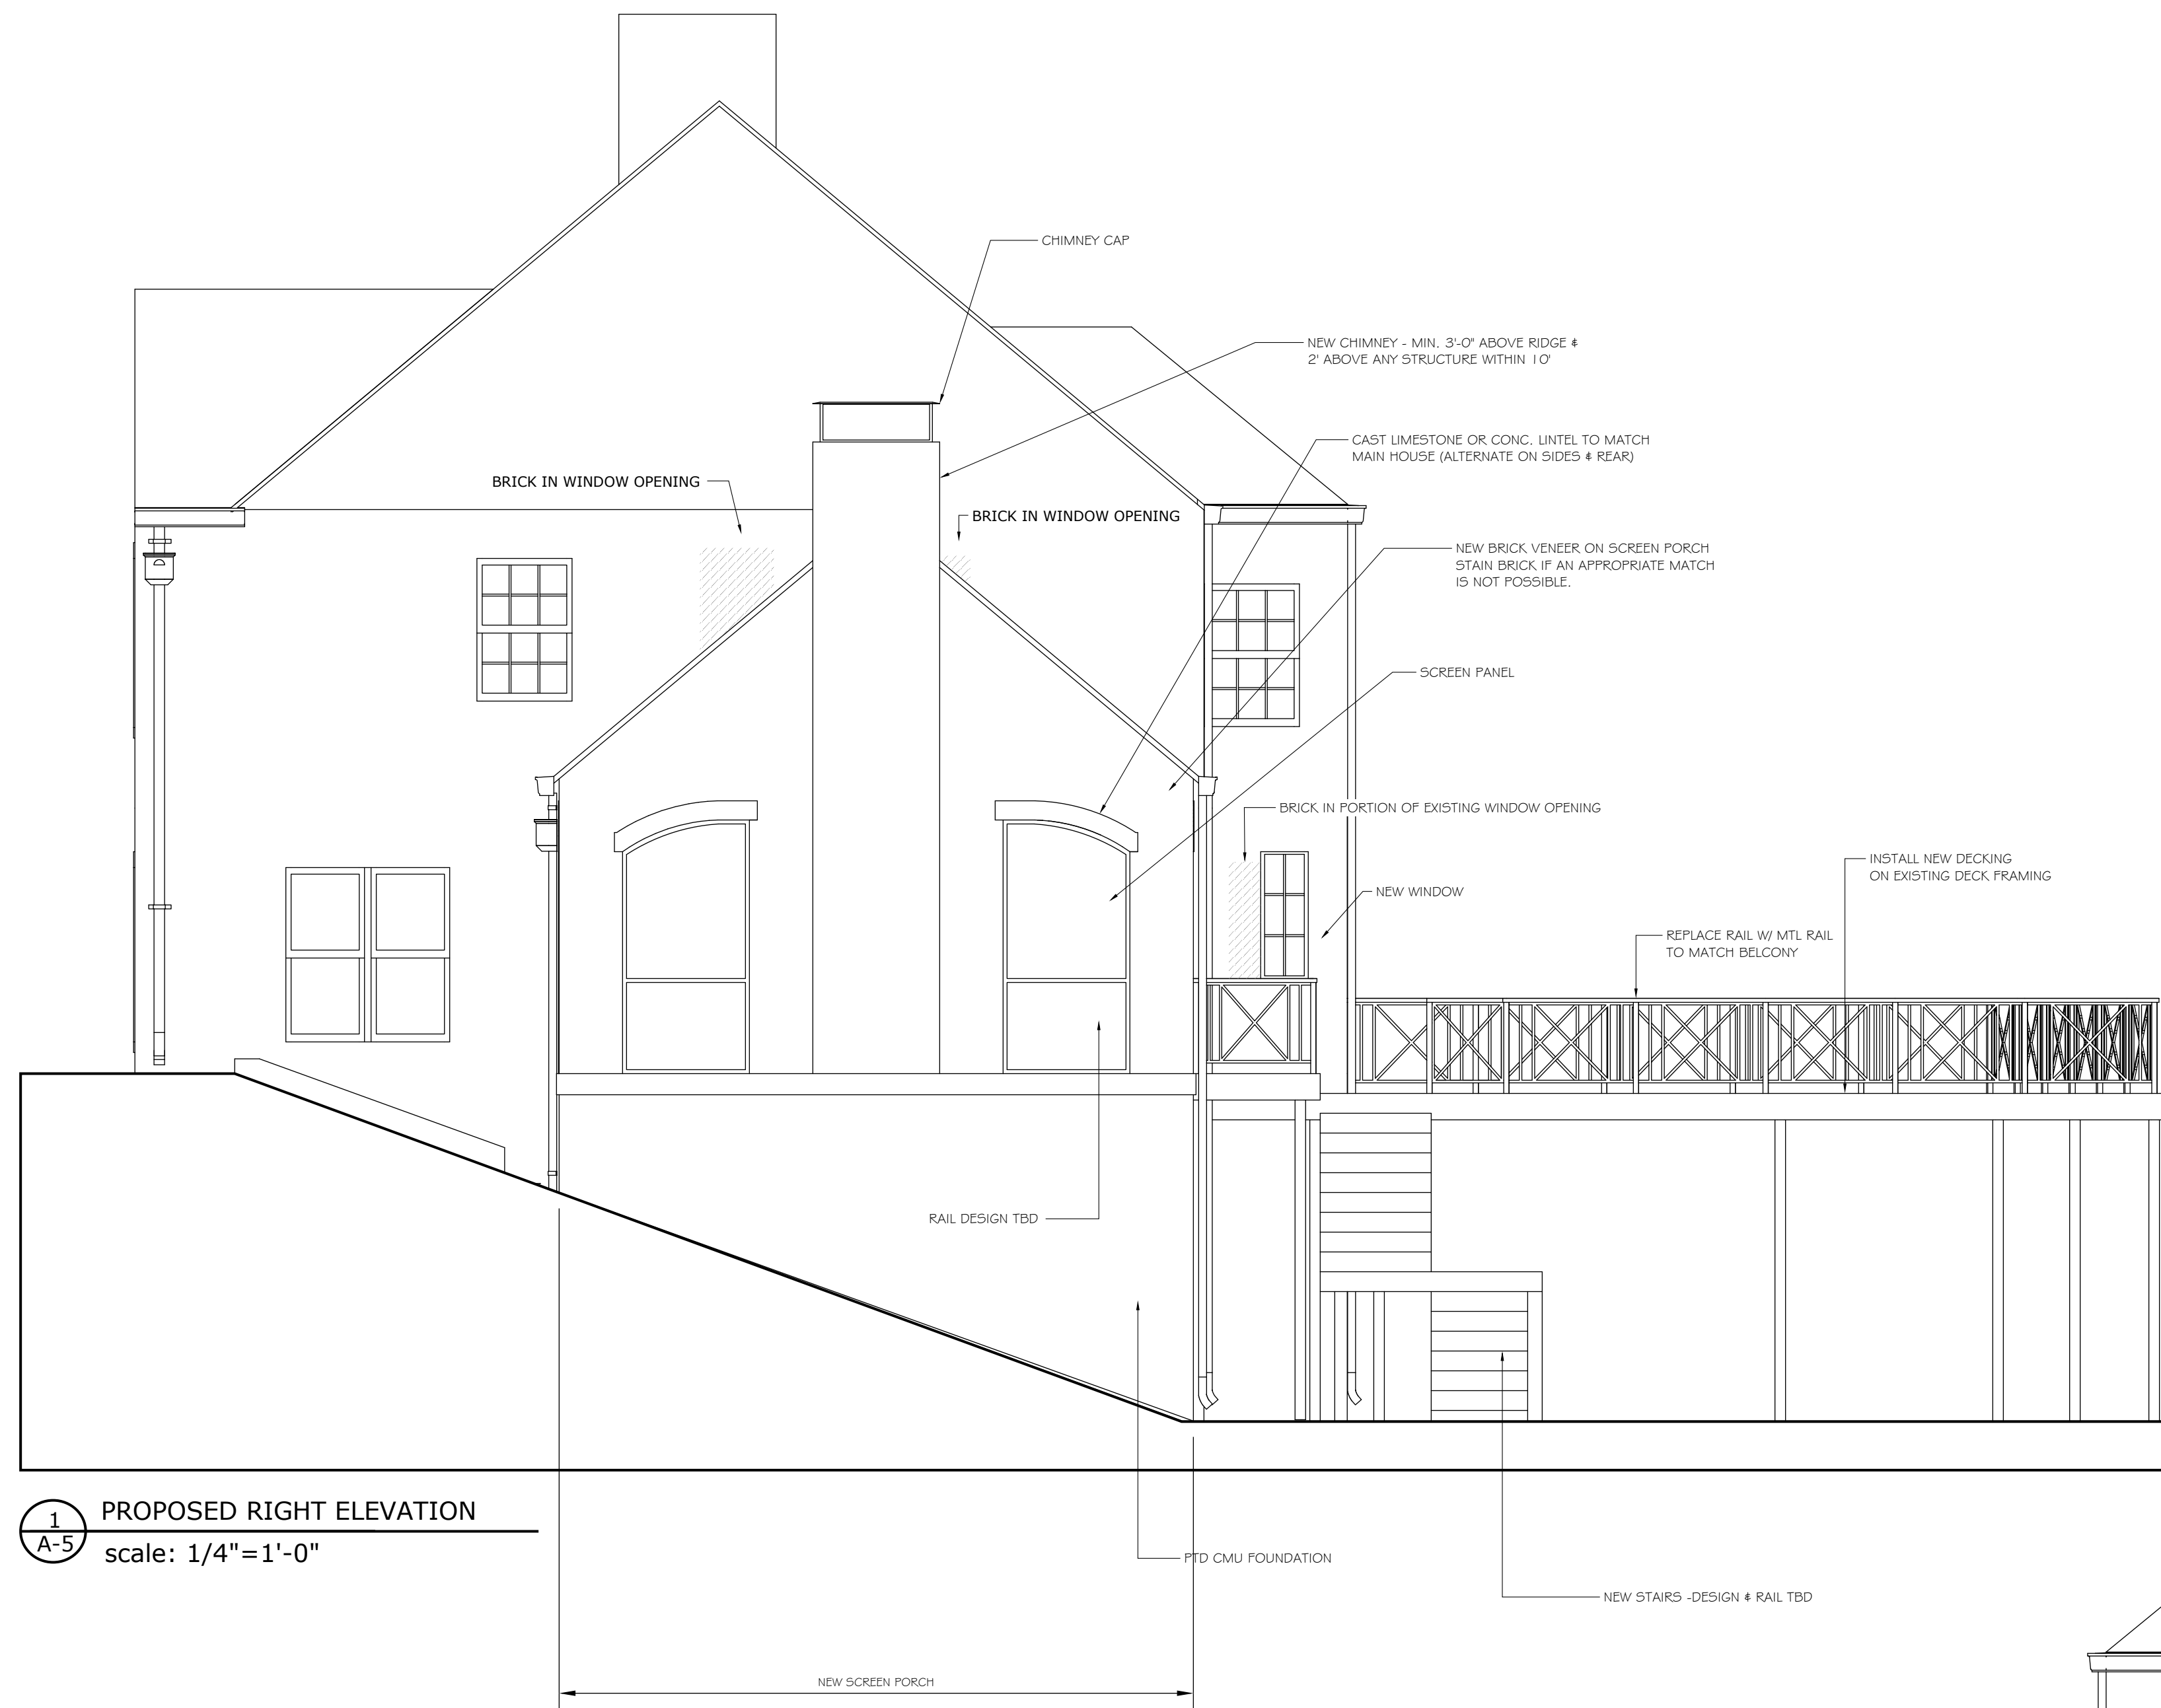 CHIMNEY CAP
NEW CHIMNEY - MIN. 3'-0" ABOVE RIDGE &
2' ABOVE ANY STRUCTURE WITHIN 10'
CAST LIMESTONE OR CONC. LINTEL TO MATCH
MAIN HOUSE (ALTERNATE ON SIDES & REAR)
BRICK IN WINDOW OPENING
BRICK IN WINDOW OPENING
NEW BRICK VENEER ON SCREEN PORCH
STAIN BRICK IF AN APPROPRIATE MATCH
IS NOT POSSIBLE.
SCREEN PANEL
BRICK IN PORTION OF EXISTING WINDOW OPENING
INSTALL NEW DECKING
ON EXISTING DECK FRAMING
NEW WINDOW
REPLACE RAIL W/ MTL RAIL
TO MATCH BELCONY
RAIL DESIGN TBD
1
A-5
PROPOSED RIGHT ELEVATION
scale: 1/4"=1'-0"
PTD CMU FOUNDATION
NEW STAIRS -DESIGN & RAIL TBD
NEW SCREEN PORCH